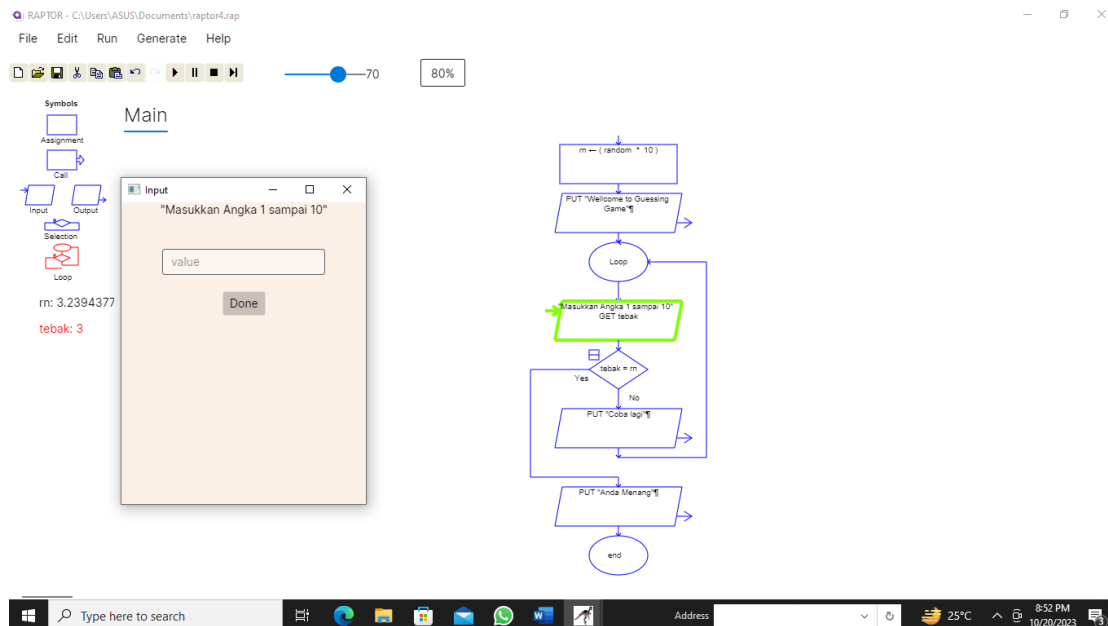 RAPTOR - C:\Users\ASUS\Documents\raptor4.rap
File Edit Run Generate Help
70
80%
Symbols
Assignment
Call
Input Output
Selection
Loop
rn: 3.2394377
tebak: 3
Main
Input
"Masukkan Angka 1 sampai 10"
value
Done
rn ← ( random * 10 )
PUT "Wellcome to Guessing
Game"¶
Loop
"Masukkan Angka 1 sampai 10"
GET tebak
tebak = rn
Yes
No
PUT "Coba lagi"¶
PUT "Anda Menang"¶
end
Type here to search
Address
25°C
8:52 PM
10/20/2023
3